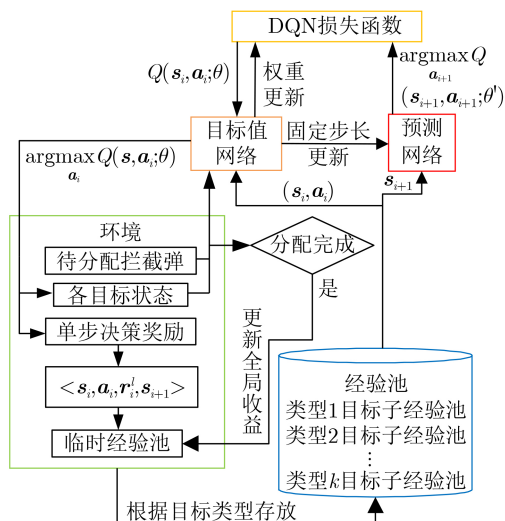 DQN损失函数
Q(s_i,a_i;θ)
权重
更新
argmax Q
a_{i+1}
(s_{i+1},a_{i+1};θ')
目标值
网络
固定步长
更新
预测
网络
argmax Q(s,a_i;θ)
a_i
(s_i,a_i)
s_{i+1}
环境
待分配拦截弹
各目标状态
单步决策奖励
<s_i,a_i,r_i^l,s_{i+1}>
临时经验池
分配完成
是
更新全局收益
经验池
类型1目标子经验池
类型2目标子经验池
⋮
类型k目标子经验池
根据目标类型存放